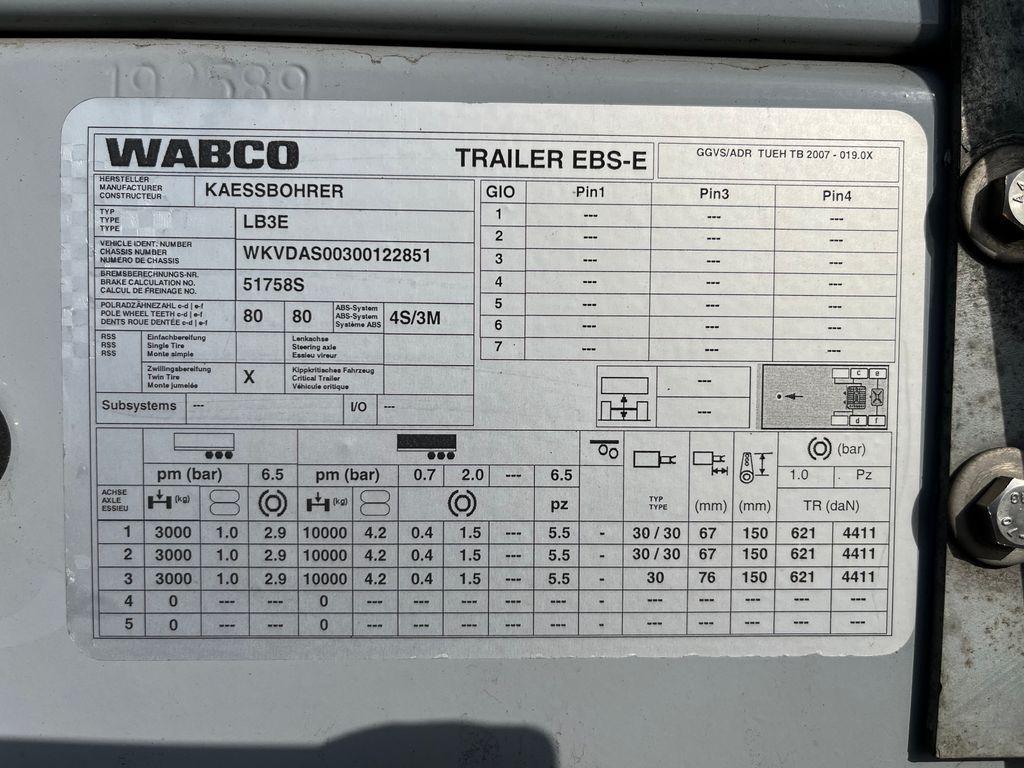 192589
WABCO TRAILER EBS-E GGVS/ADR TUEH TB 2007 - 019.0X
HERSTELLER
MANUFACTURER
CONSTRUCTEUR
KAESSBOHRER
TYP
TYPE
TYPE
LB3E
VEHICLE IDENT. NUMBER
CHASSIS NUMBER
NUMERO DE CHASSIS
WKVDAS00300122851
BREMSBERECHNUNGS-NR.
BRAKE CALCULATION NO.
CALCUL DE FREINAGE NO.
51758S
POLRADZÄHNEZAHL c-d | e-f
POLE WHEEL TEETH c-d | e-f
DENTS ROUE DENTÉE c-d | e-f
80 80
ABS-System
ABS-System
Système ABS
4S/3M
RSS
RSS
RSS
Einfachbereifung
Single Tire
Monte simple
Lenkachse
Steering axle
Essieu vireur
Zwillingsbereifung
Twin Tire
Monte jumelée
X
Kippkritisches Fahrzeug
Critical Trailer
Véhicule critique
Subsystems --- I/O ---
GIO Pin1 Pin3 Pin4
1 --- --- ---
2 --- --- ---
3 --- --- ---
4 --- --- ---
5 --- --- ---
6 --- --- ---
7 --- --- ---
---
---
c e
d f
(bar)
pm (bar) 6.5 pm (bar) 0.7 2.0 --- 6.5 1.0 . Pz
ACHSE
AXLE
ESSIEU
(kg) (kg) pz
TYP
TYPE
(mm) (mm) TR (daN)
1 3000 1.0 2.9 10000 4.2 0.4 1.5 --- 5.5 - 30 / 30 67 150 621 4411
2 3000 1.0 2.9 10000 4.2 0.4 1.5 --- 5.5 - 30 / 30 67 150 621 4411
3 3000 1.0 2.9 10000 4.2 0.4 1.5 --- 5.5 - 30 76 150 621 4411
4 0 --- --- 0 --- --- --- --- --- - --- --- --- --- ---
5 0 --- --- 0 --- --- --- --- --- - --- --- --- --- ---